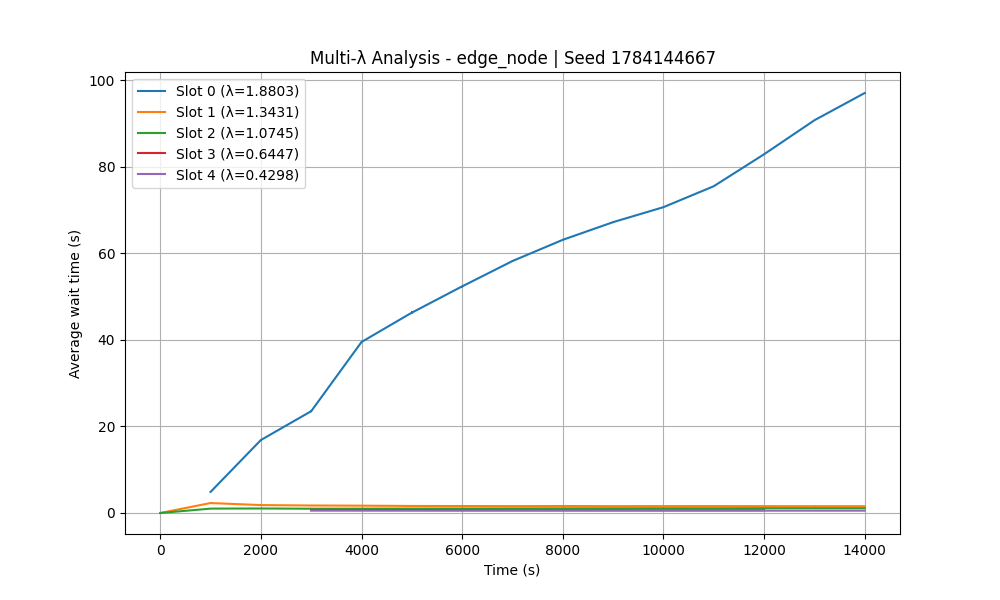 Multi-λ Analysis - edge_node | Seed 1784144667
Slot 0 (λ=1.8803)
Slot 1 (λ=1.3431)
Slot 2 (λ=1.0745)
Slot 3 (λ=0.6447)
Slot 4 (λ=0.4298)
100
80
60
40
20
0
Average wait time (s)
0 2000 4000 6000 8000 10000 12000 14000
Time (s)